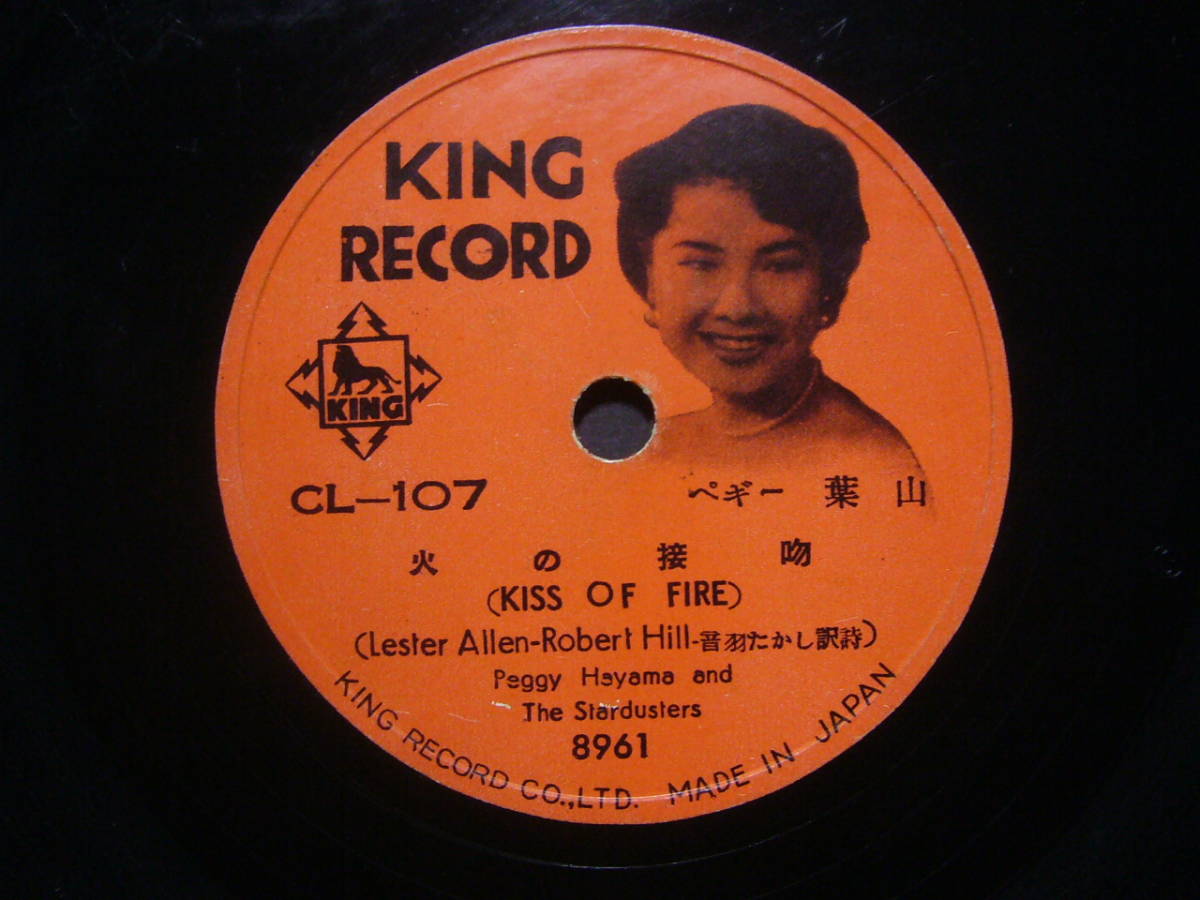 KING
RECORD
KING
CL-107
ペギー 葉山
火の接吻
(KISS OF FIRE)
(Lester Allen-Robert Hill-音羽たかし訳詩)
Peggy Hayama and
The Stardusters
8961
KING RECORD CO.,LTD. MADE IN JAPAN